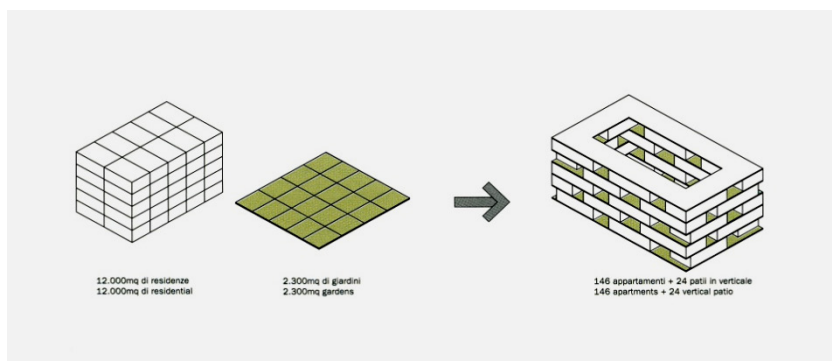 12.000mq di residenze
12.000mq di residential
2.300mq di giardini
2.300mq gardens
146 appartamenti + 24 patii in verticale
146 apartments + 24 vertical patio